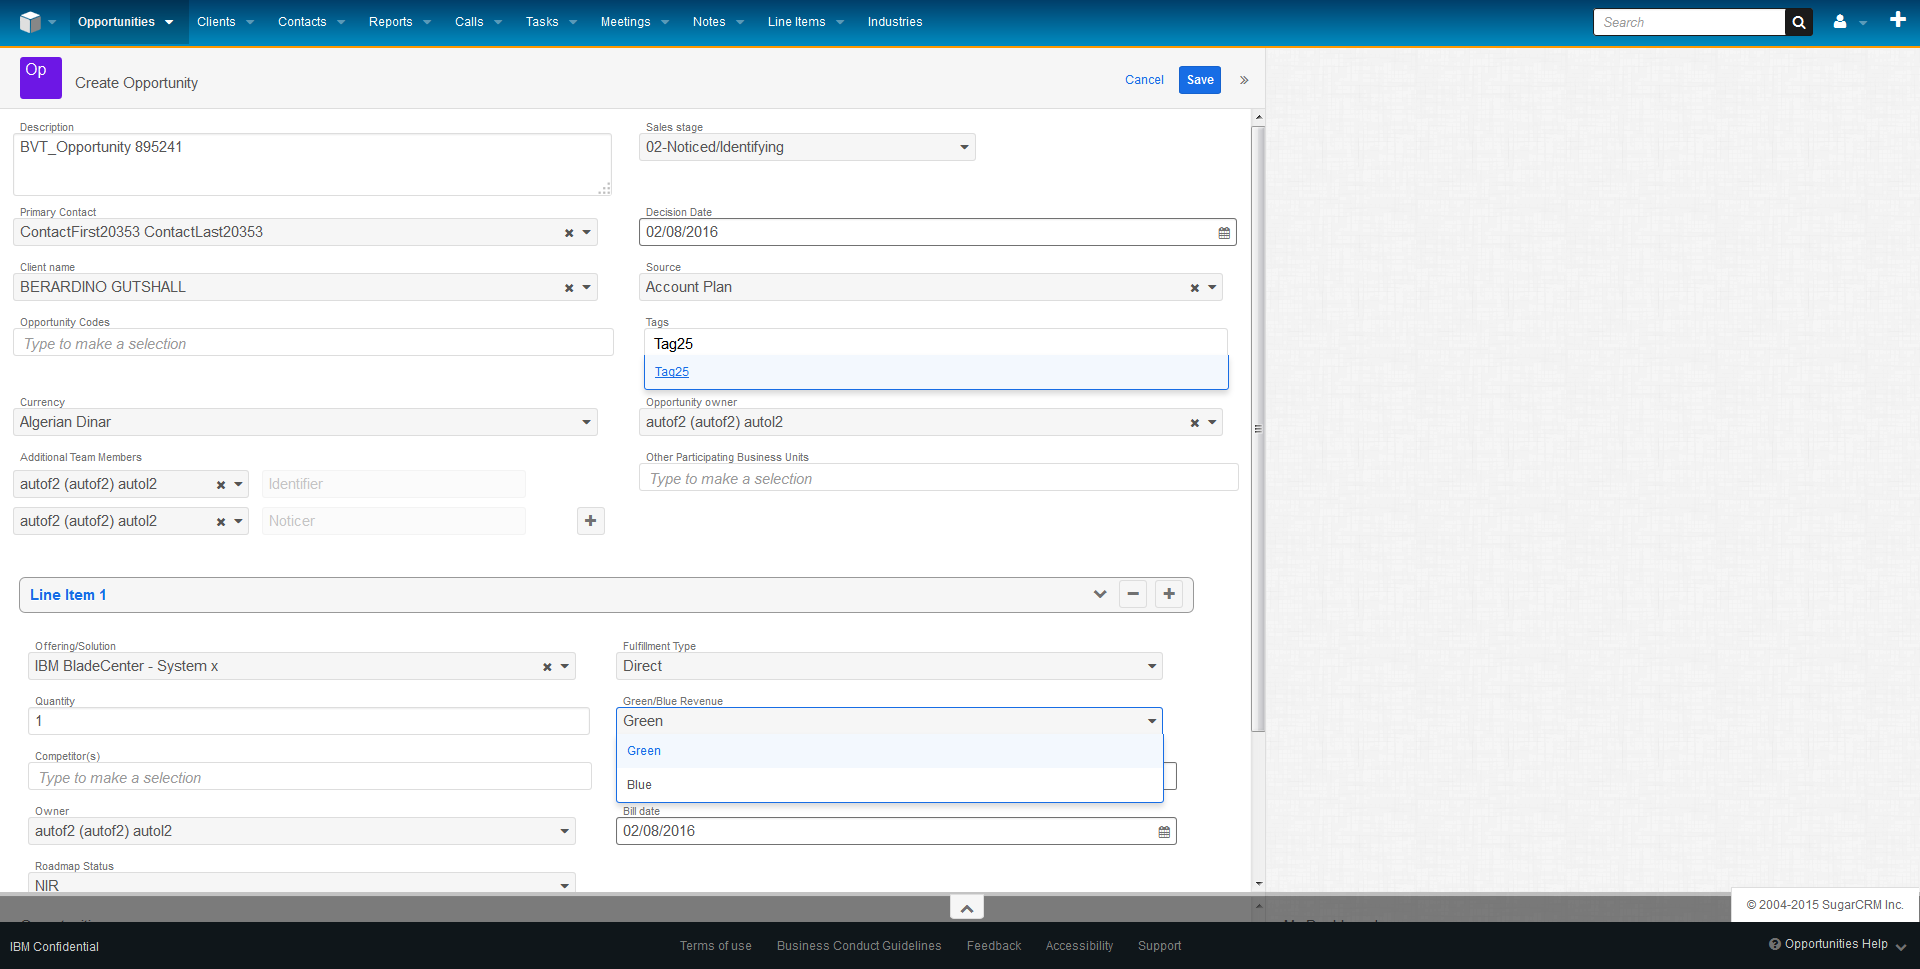 Opportunities Clients Contacts Reports Calls Tasks Meetings Notes Line Items Industries Search
Op
Create Opportunity
Cancel Save »
Description
BVT_Opportunity 895241
Sales stage
02-Noticed/Identifying
Primary Contact
ContactFirst20353 ContactLast20353
Decision Date
02/08/2016
Client name
BERARDINO GUTSHALL
Source
Account Plan
Opportunity Codes
Type to make a selection
Tags
Tag25
Tag25
Currency
Algerian Dinar
Opportunity owner
autof2 (autof2) autol2
Additional Team Members
autof2 (autof2) autol2 Identifier
autof2 (autof2) autol2 Noticer
Other Participating Business Units
Type to make a selection
Line Item 1
Offering/Solution
IBM BladeCenter - System x
Fulfillment Type
Direct
Quantity
1
Green/Blue Revenue
Green
Green
Blue
Competitor(s)
Type to make a selection
Owner
autof2 (autof2) autol2
Bill date
02/08/2016
Roadmap Status
NIR
© 2004-2015 SugarCRM Inc.
IBM Confidential
Terms of use Business Conduct Guidelines Feedback Accessibility Support
Opportunities Help